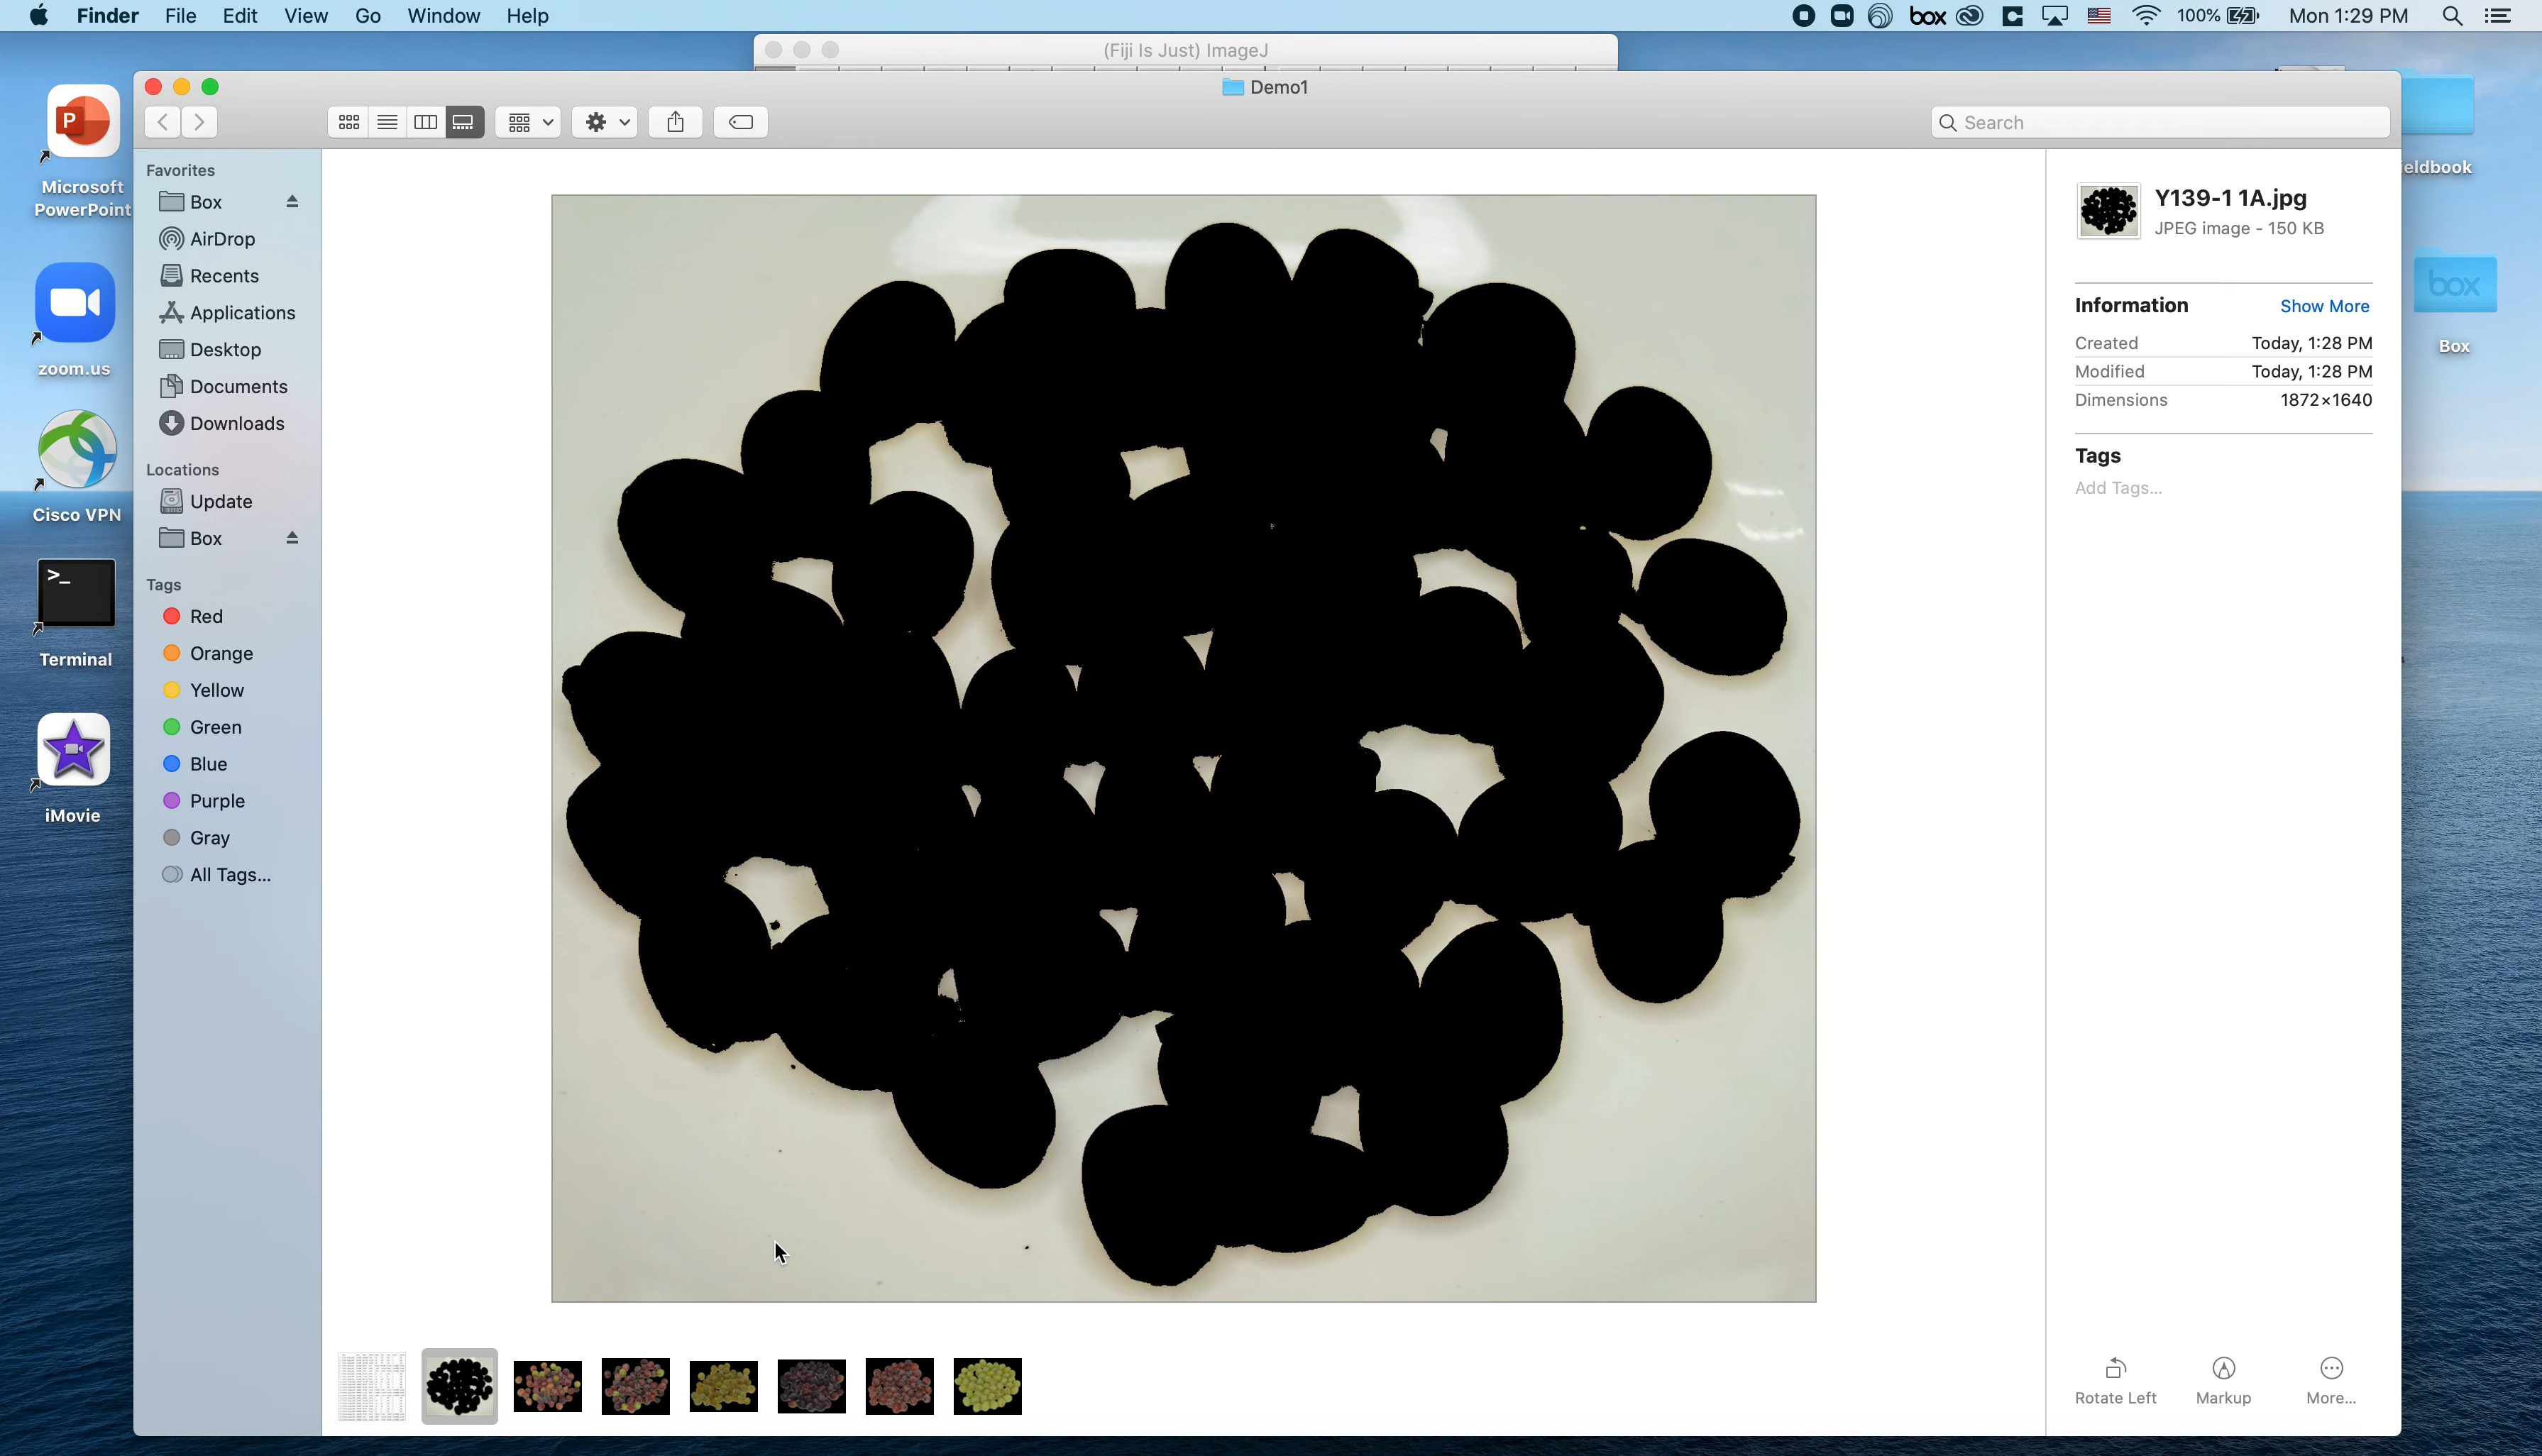 Finder File Edit View Go Window Help box 100% Mon 1:29 PM
(Fiji Is Just) ImageJ
Demo1
Search
P
Microsoft
PowerPoint
zoom.us
Cisco VPN
>_
Terminal
iMovie
Favorites
Box
AirDrop
Recents
Applications
Desktop
Documents
Downloads
Locations
Update
Box
Tags
Red
Orange
Yellow
Green
Blue
Purple
Gray
All Tags...
Y139-1 1A.jpg
JPEG image - 150 KB
Information Show More
Created Today, 1:28 PM
Modified Today, 1:28 PM
Dimensions 1872×1640
Tags
Add Tags...
Rotate Left Markup More...
eldbook
box
Box